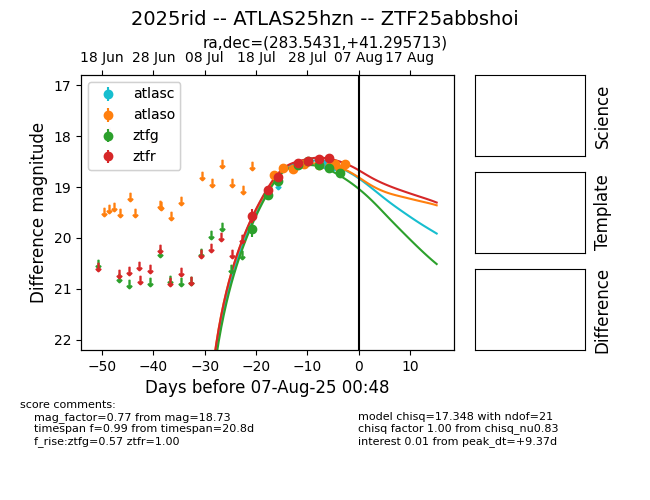 2025rid -- ATLAS25hzn -- ZTF25abbshoi
ra,dec=(283.5431,+41.295713)
18 Jun 28 Jun 08 Jul 18 Jul 28 Jul 07 Aug 17 Aug
17
18
19
20
21
22
Difference magnitude
atlasc
atlaso
ztfg
ztfr
−50 −40 −30 −20 −10 0 10
Days before 07-Aug-25 00:48
Science
Template
Difference
score comments:
mag_factor=0.77 from mag=18.73
timespan f=0.99 from timespan=20.8d
f_rise:ztfg=0.57 ztfr=1.00
model chisq=17.348 with ndof=21
chisq factor 1.00 from chisq_nu0.83
interest 0.01 from peak_dt=+9.37d